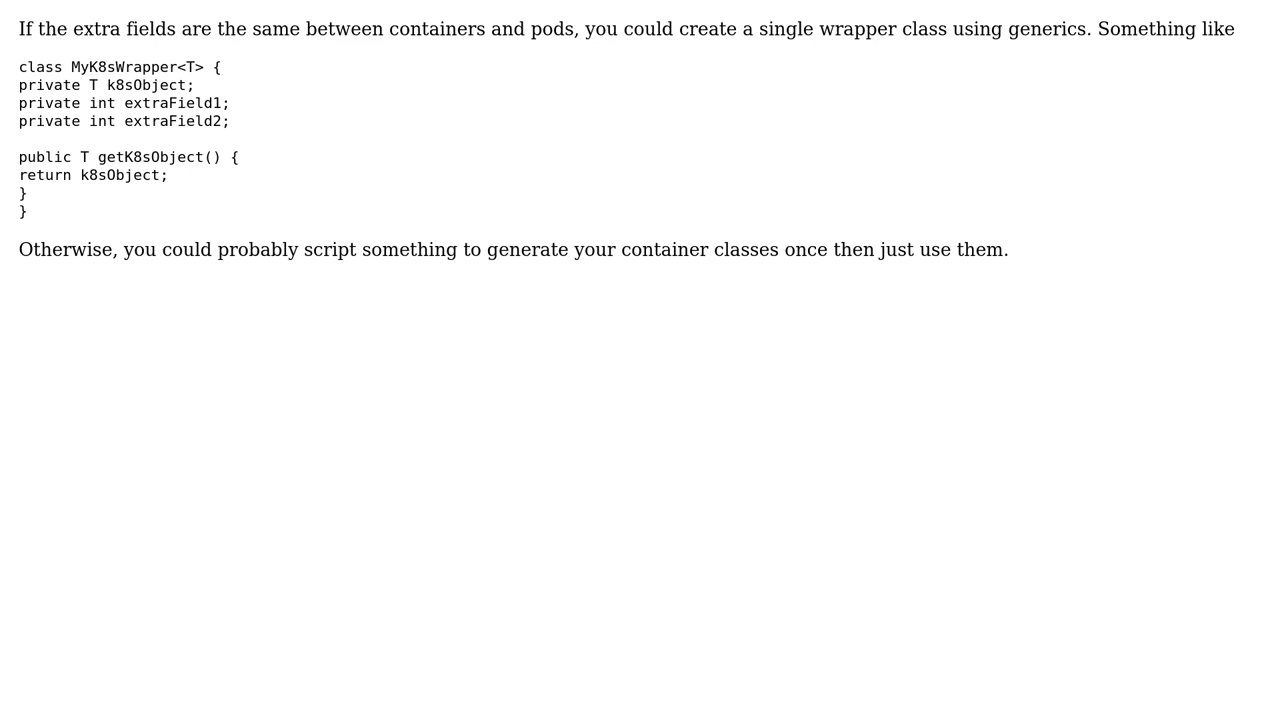 If the extra fields are the same between containers and pods, you could create a single wrapper class using generics. Something like
class MyK8sWrapper<T> {
private T k8sObject;
private int extraField1;
private int extraField2;

public T getK8sObject() {
return k8sObject;
}
}
Otherwise, you could probably script something to generate your container classes once then just use them.